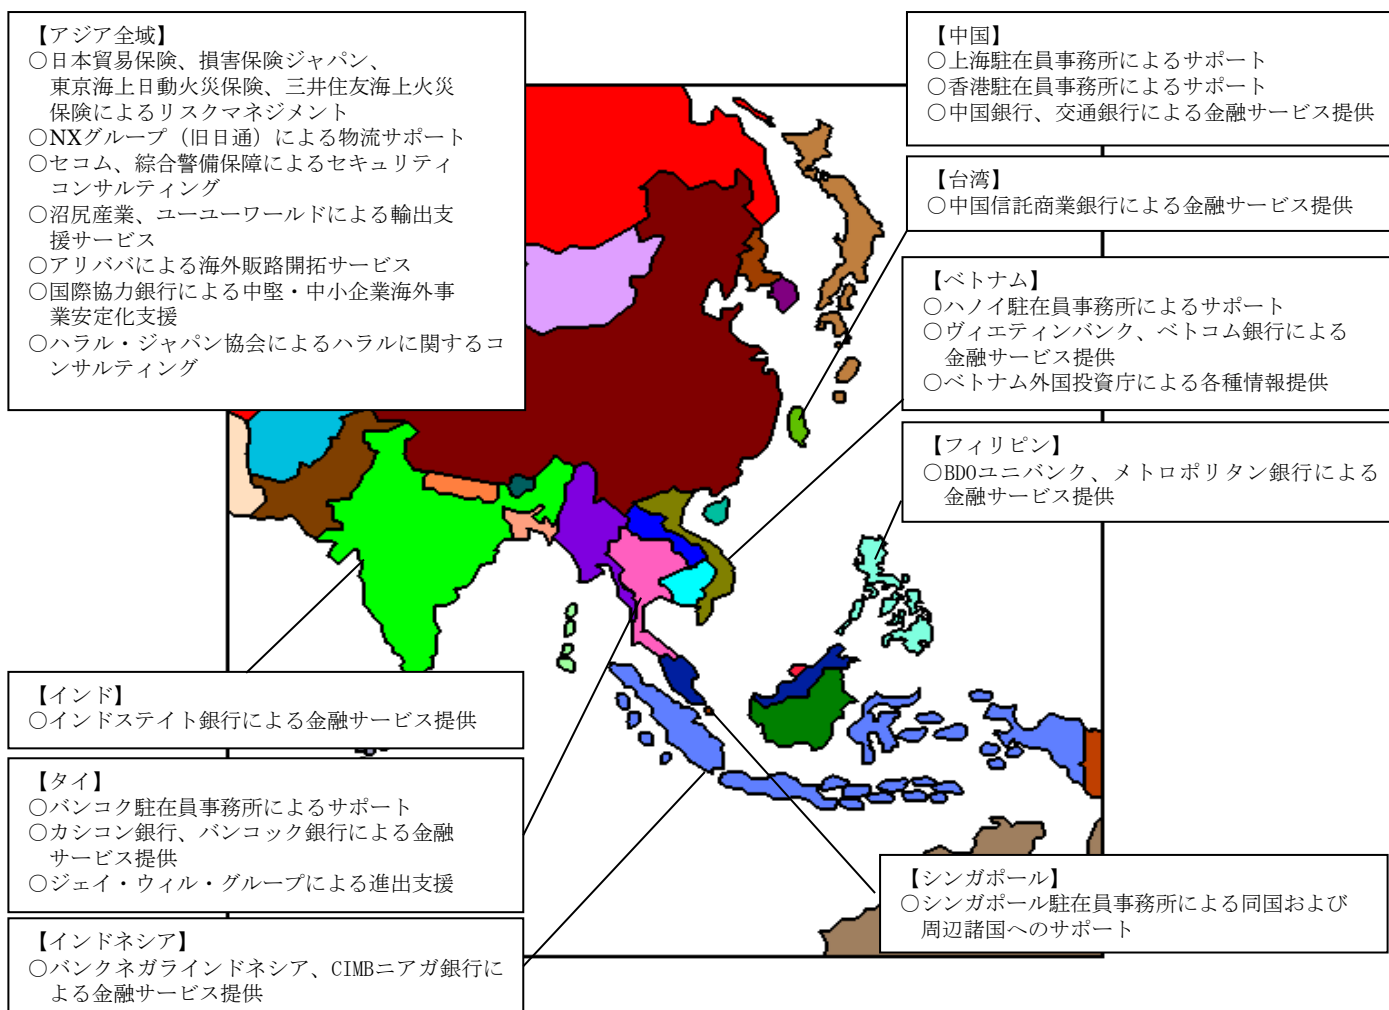 【アジア全域】
○日本貿易保険、損害保険ジャパン、
東京海上日動火災保険、三井住友海上火災
保険によるリスクマネジメント
○NXグループ（旧日通）による物流サポート
○セコム、綜合警備保障によるセキュリティ
コンサルティング
○沼尻産業、ユーユーワールドによる輸出支
援サービス
○アリババによる海外販路開拓サービス
○国際協力銀行による中堅・中小企業海外事
業安定化支援
○ハラル・ジャパン協会によるハラルに関するコ
ンサルティング
【中国】
○上海駐在員事務所によるサポート
○香港駐在員事務所によるサポート
○中国銀行、交通銀行による金融サービス提供
【台湾】
○中国信託商業銀行による金融サービス提供
【ベトナム】
○ハノイ駐在員事務所によるサポート
○ヴィエティンバンク、ベトコム銀行による
金融サービス提供
○ベトナム外国投資庁による各種情報提供
【フィリピン】
○BDOユニバンク、メトロポリタン銀行による
金融サービス提供
【インド】
○インドステイト銀行による金融サービス提供
【タイ】
○バンコク駐在員事務所によるサポート
○カシコン銀行、バンコック銀行による金融
サービス提供
○ジェイ・ウィル・グループによる進出支援
【シンガポール】
○シンガポール駐在員事務所による同国および
周辺諸国へのサポート
【インドネシア】
○バンクネガラインドネシア、CIMBニアガ銀行に
よる金融サービス提供